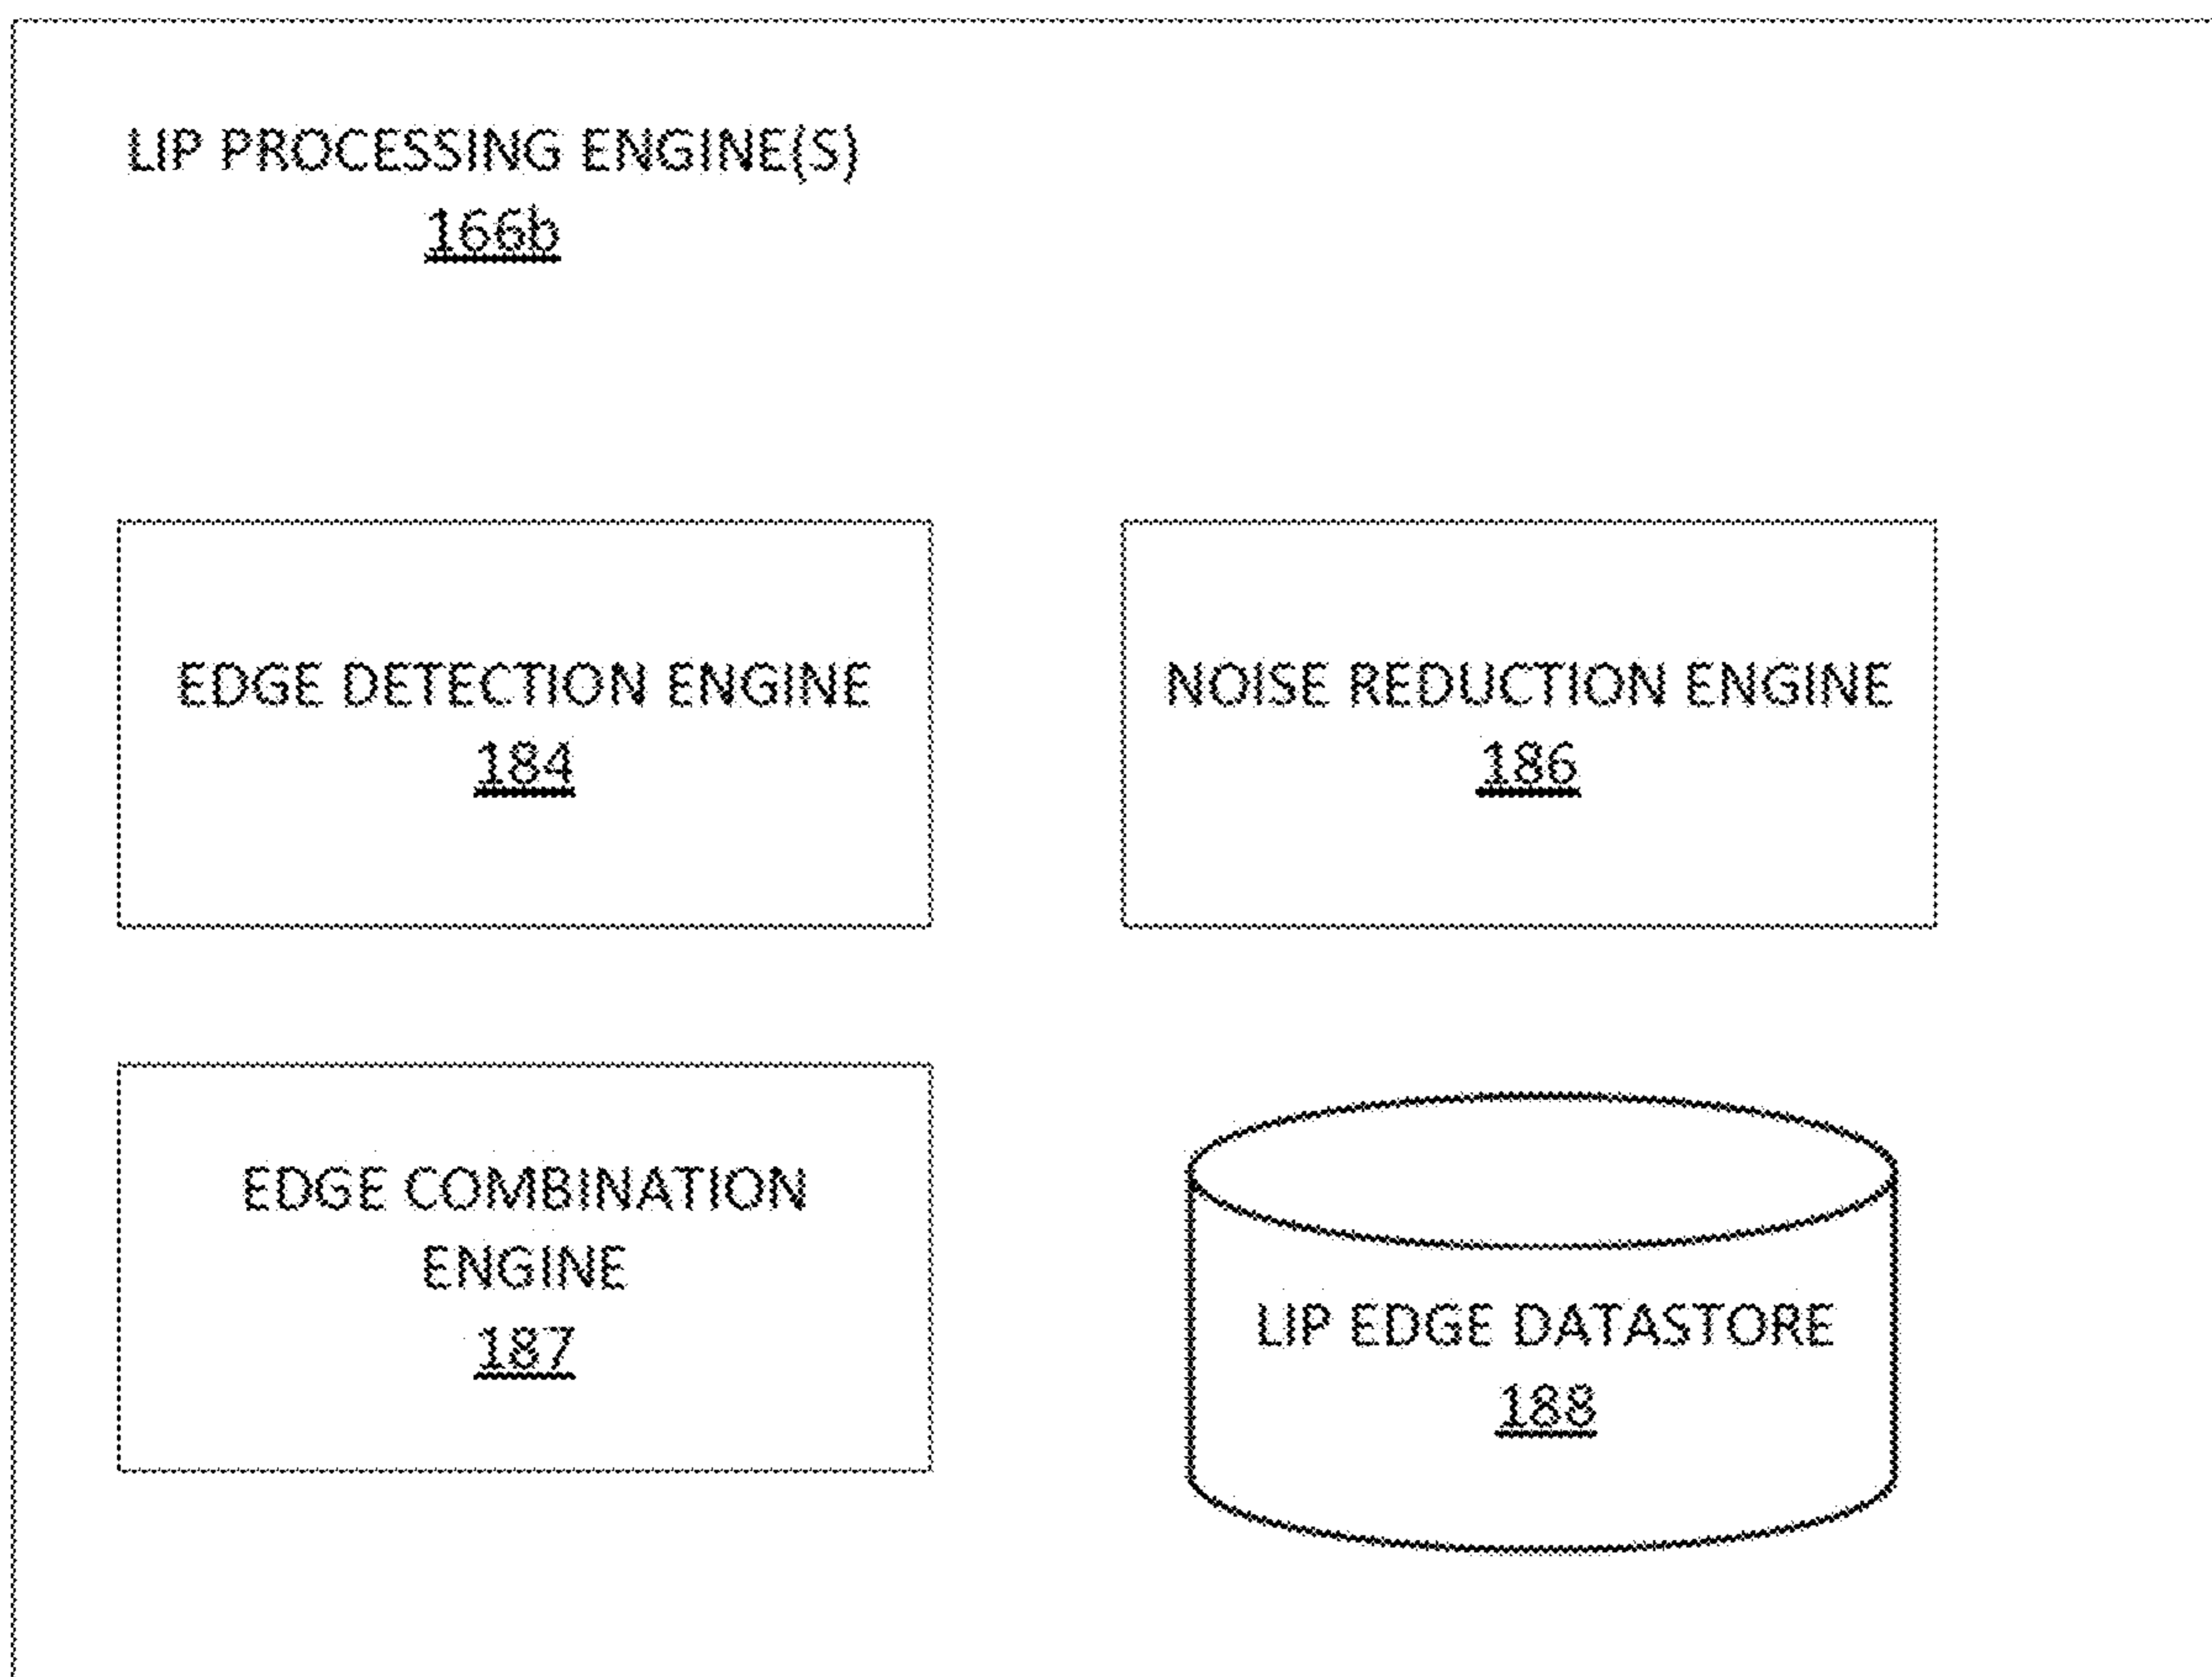 LIP PROCESSING ENGINE(S)
166b
EDGE DETECTION ENGINE
184
NOISE REDUCTION ENGINE
186
EDGE COMBINATION
ENGINE
187
LIP EDGE DATASTORE
188